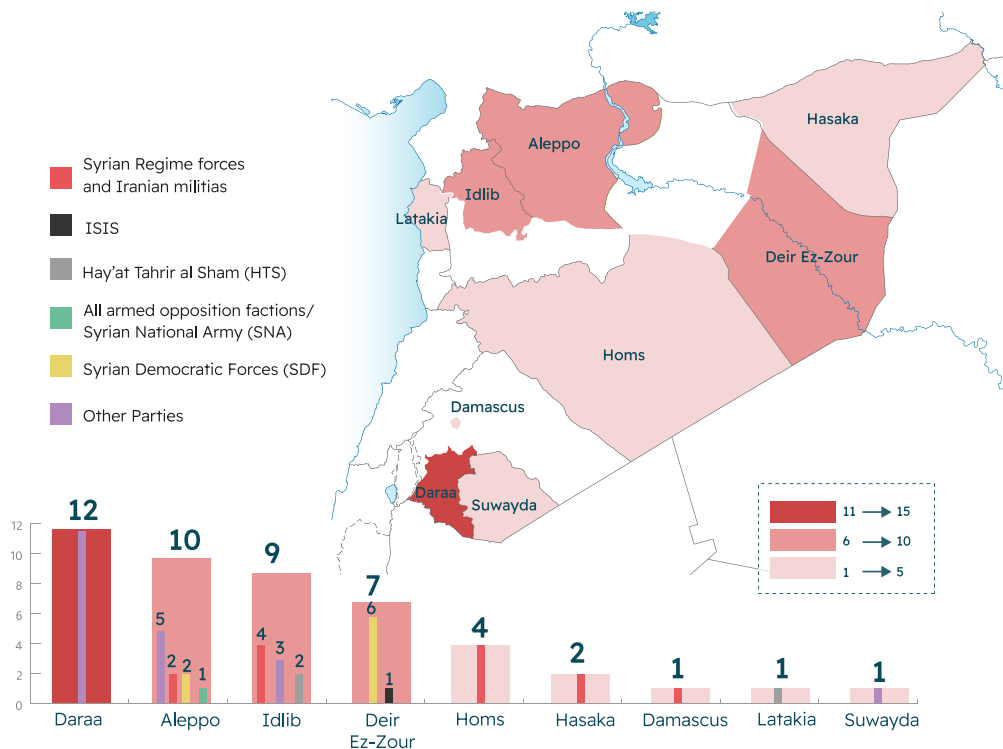 Syrian Regime forces
and Iranian militias
ISIS
Hay'at Tahrir al Sham (HTS)
All armed opposition factions/
Syrian National Army (SNA)
Syrian Democratic Forces (SDF)
Other Parties
Hasaka
Aleppo
Idlib
Latakia
Deir Ez-Zour
Homs
Damascus
Daraa
Suwayda
11 → 15
6 → 10
1 → 5
12
10
8
6
4
2
0
12
10
5
2
2
1
9
4
3
2
7
6
1
4
2
1
1
1
Daraa
Aleppo
Idlib
Deir
Ez-Zour
Homs
Hasaka
Damascus
Latakia
Suwayda